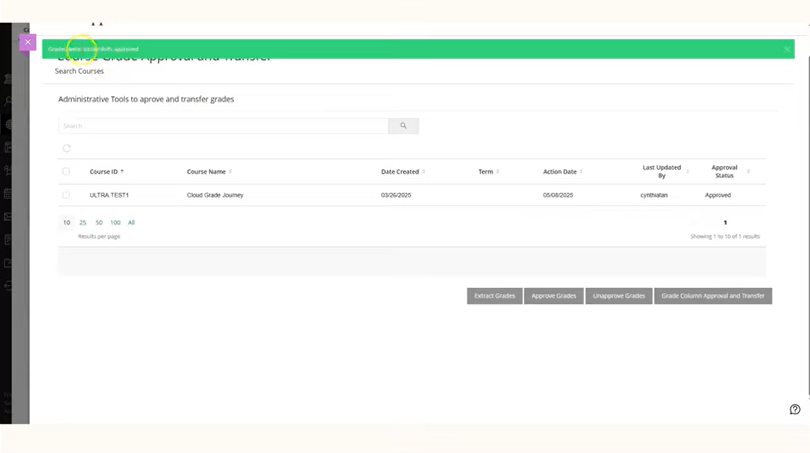 Grades were successfully approved
Course Grade Approval and Transfer
Search Courses
Administrative Tools to aprove and transfer grades
Search
Course ID Course Name Date Created Term Action Date Last Updated By Approval Status
ULTRA.TEST1 Cloud Grade Journey 03/26/2025 05/08/2025 cynthiatan Approved
10 25 50 100 All 1
Results per page Showing 1 to 10 of 1 results
Extract Grades Approve Grades Unapprove Grades Grade Column Approval and Transfer